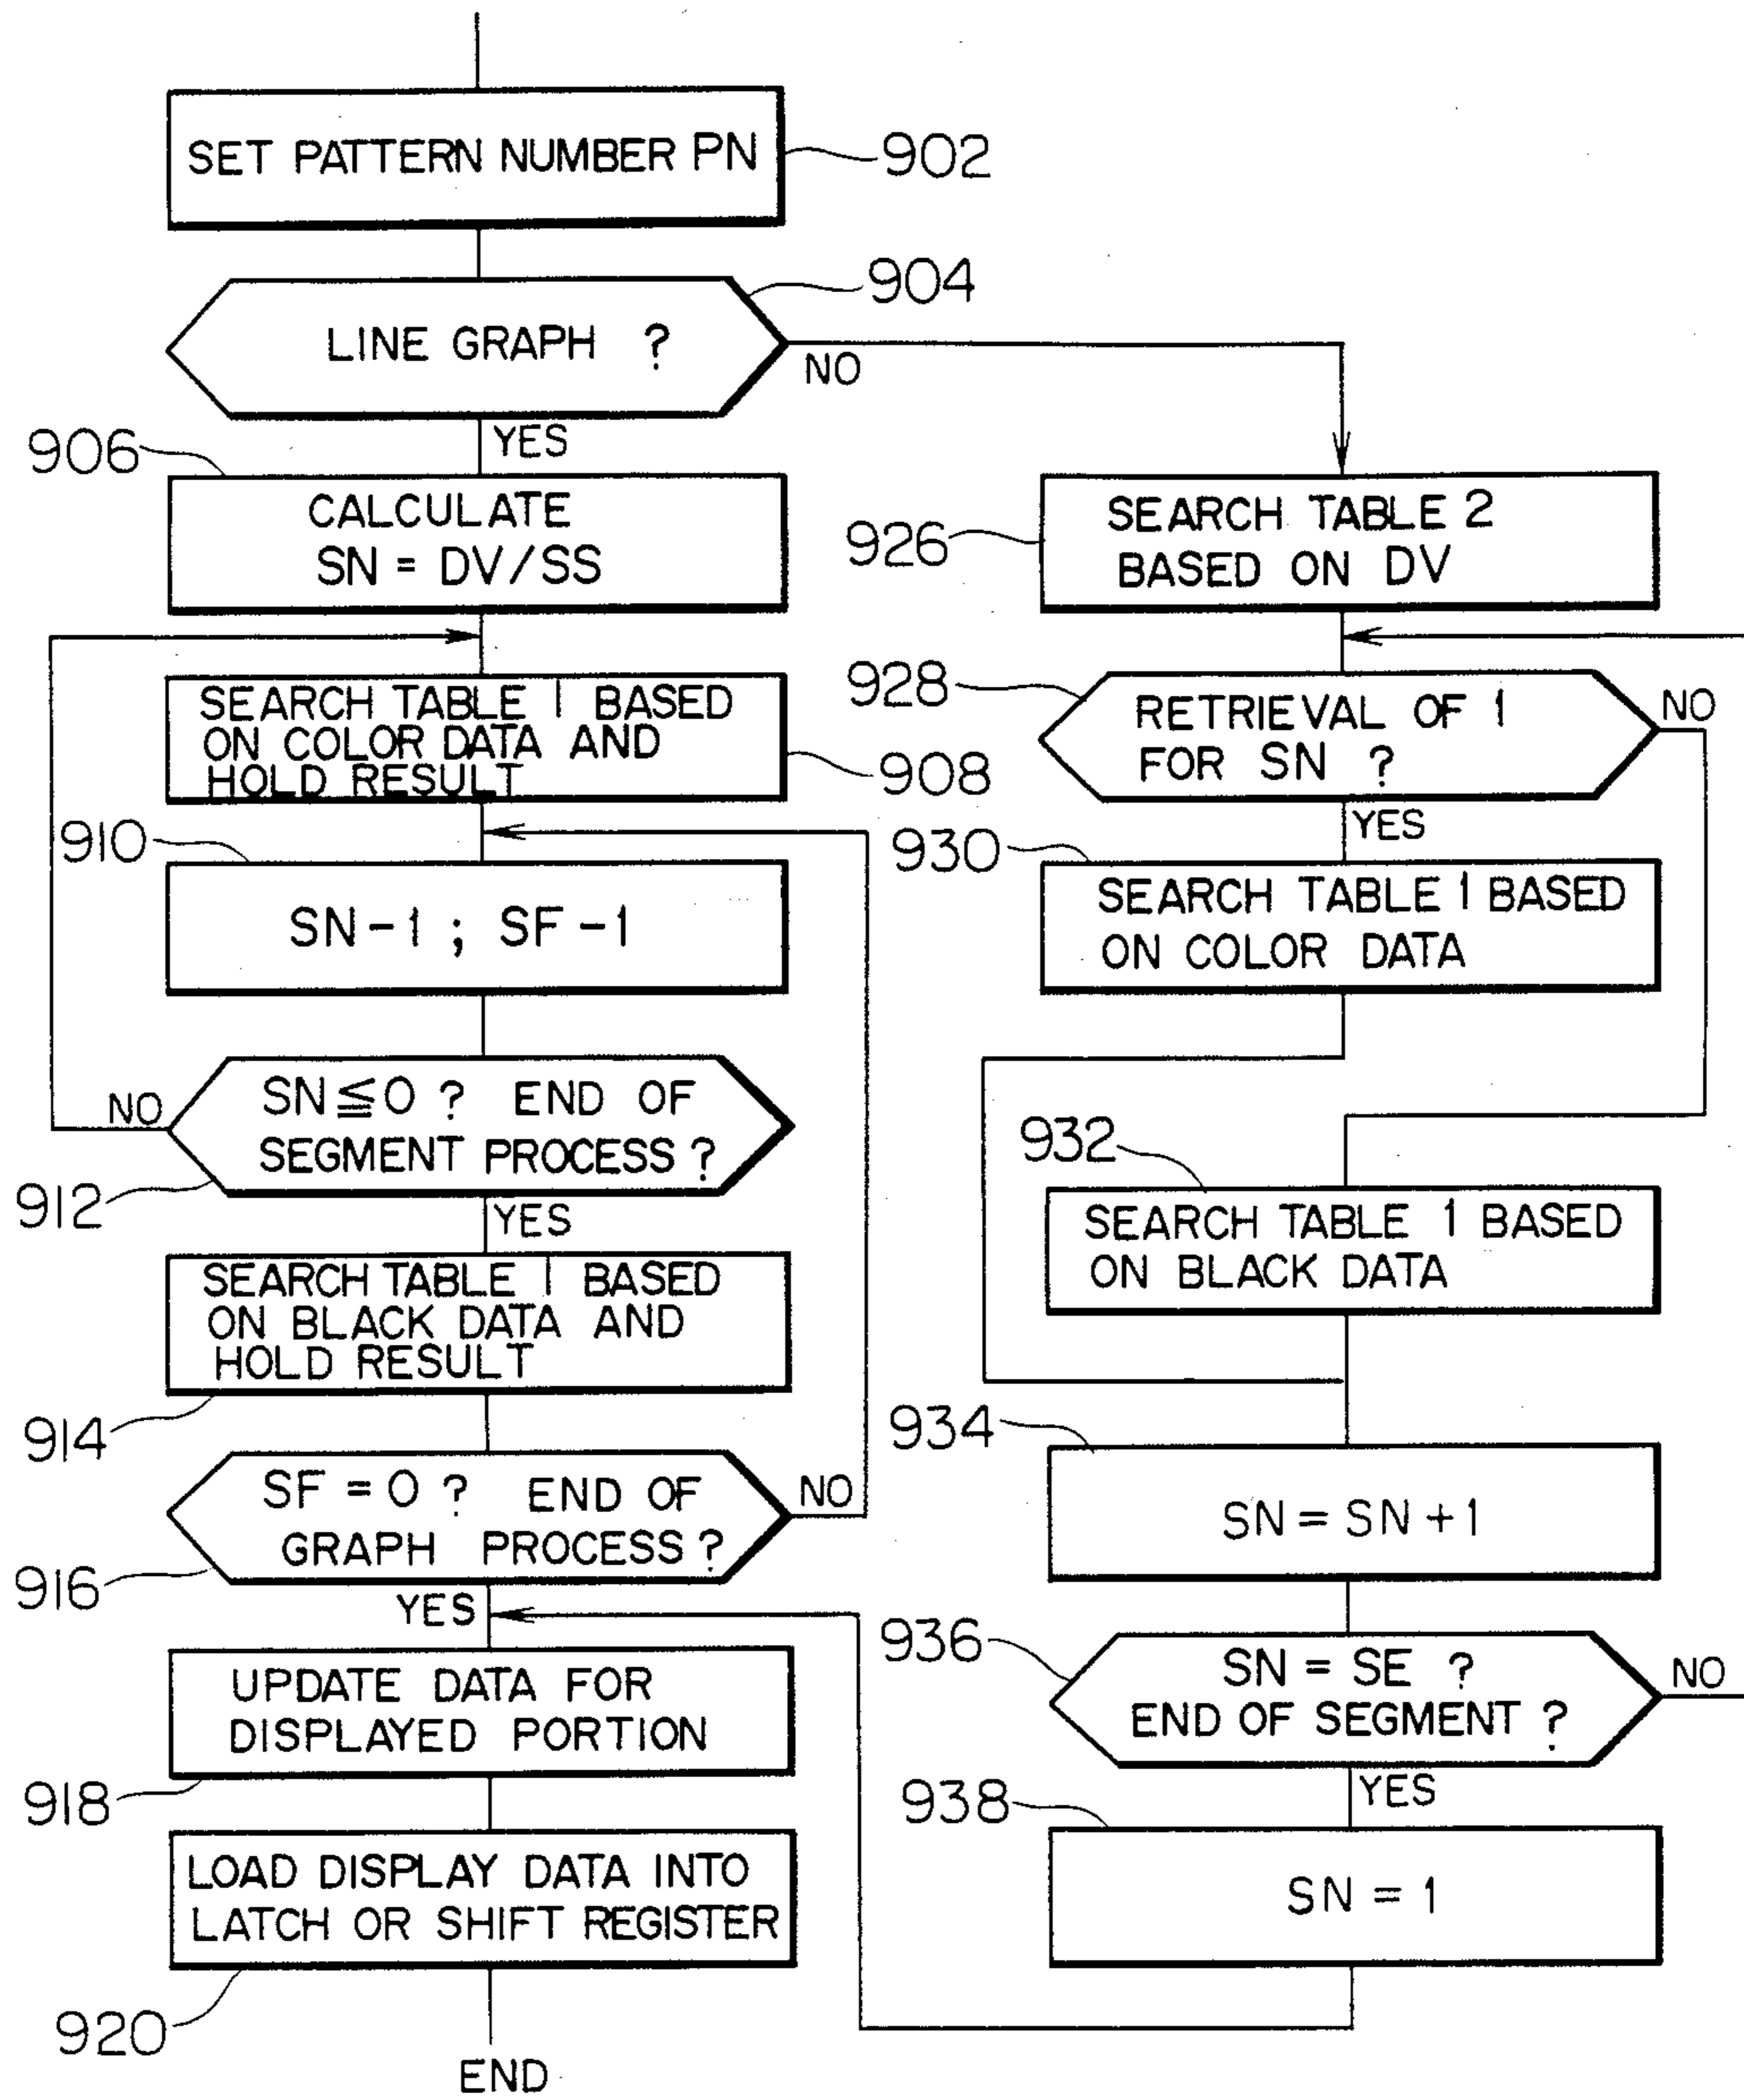 SET PATTERN NUMBER PN
902
904
LINE GRAPH ?
NO
YES
906
CALCULATE
SN = DV/SS
SEARCH TABLE 1 BASED
ON COLOR DATA AND
HOLD RESULT
908
910
SN-1 ; SF-1
SN≦0 ? END OF
SEGMENT PROCESS ?
NO
912
YES
SEARCH TABLE 1 BASED
ON BLACK DATA AND
HOLD RESULT
914
SF = 0 ? END OF
GRAPH PROCESS ?
NO
916
YES
UPDATE DATA FOR
DISPLAYED PORTION
918
LOAD DISPLAY DATA INTO
LATCH OR SHIFT REGISTER
920
END
926
SEARCH TABLE 2
BASED ON DV
928
RETRIEVAL OF 1
FOR SN ?
NO
YES
930
SEARCH TABLE 1 BASED
ON COLOR DATA
932
SEARCH TABLE 1 BASED
ON BLACK DATA
934
SN = SN + 1
936
SN = SE ?
END OF SEGMENT ?
NO
YES
938
SN = 1